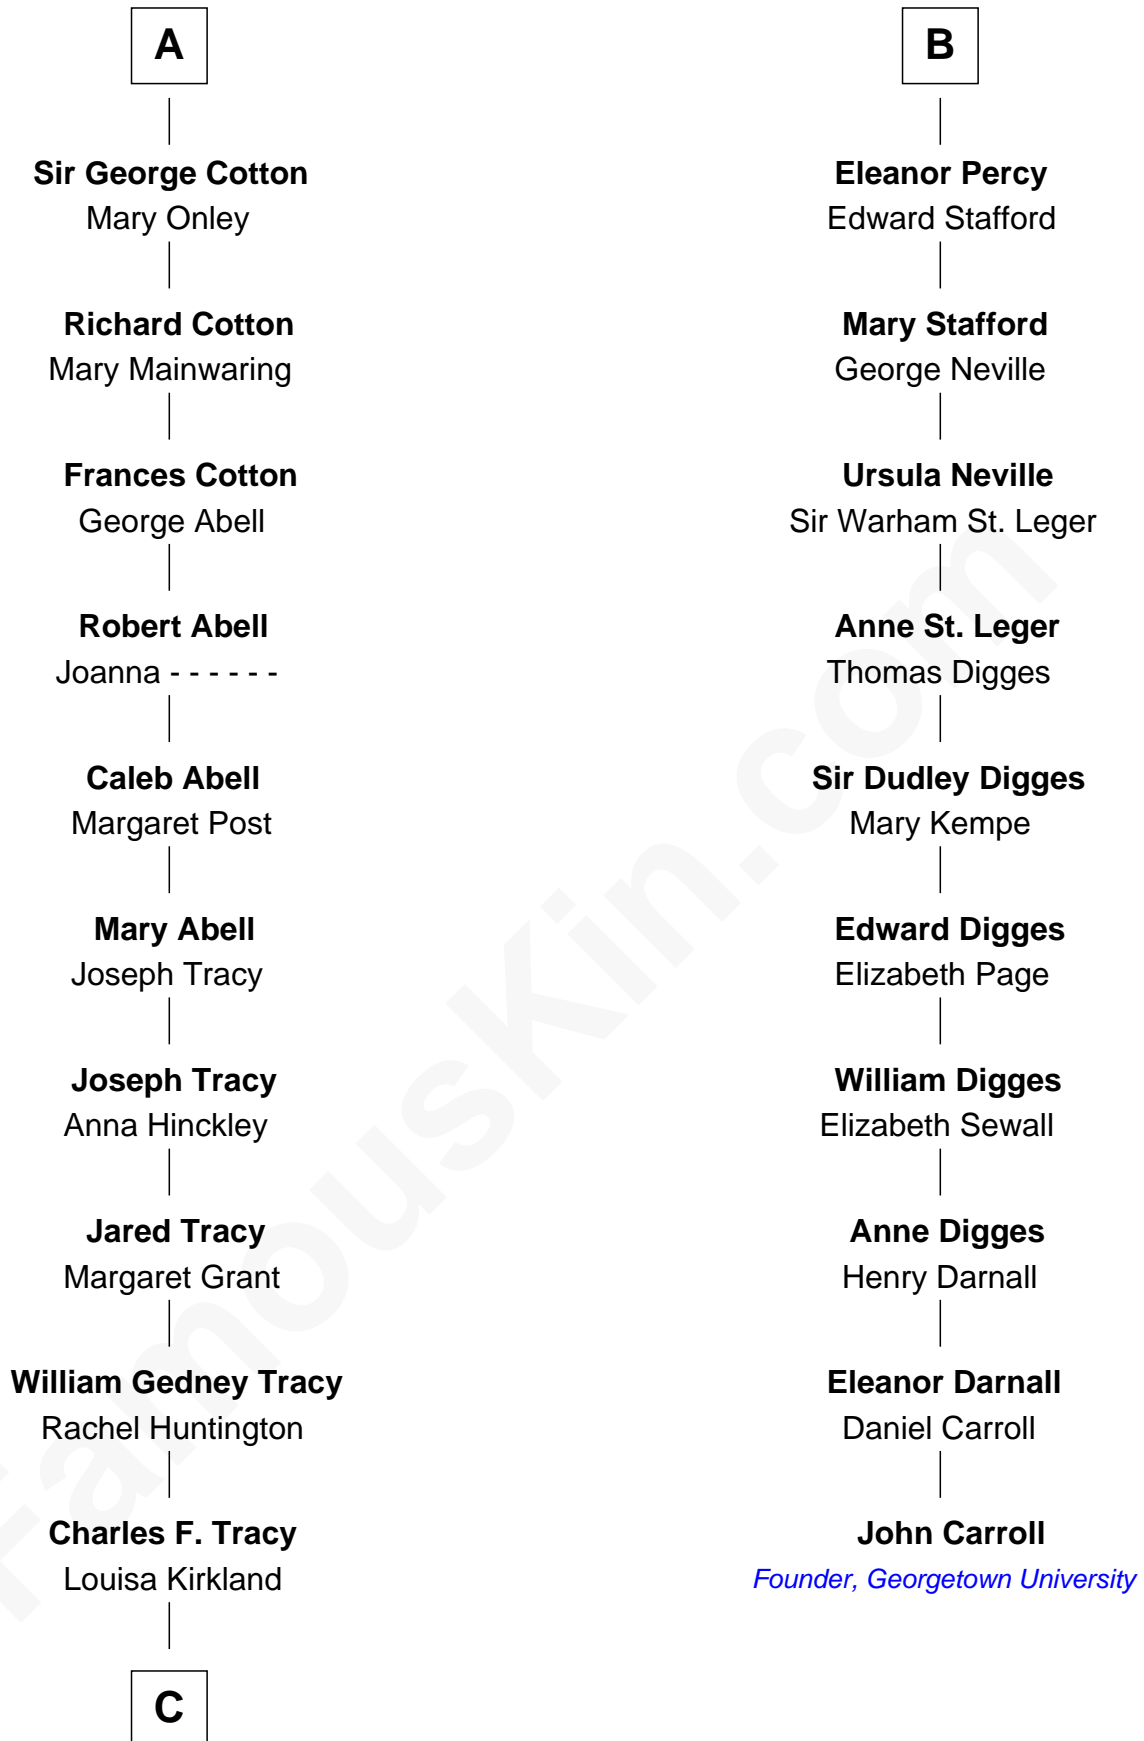 A
Sir George Cotton
Mary Onley
Richard Cotton
Mary Mainwaring
Frances Cotton
George Abell
Robert Abell
Joanna - - - - - -
Caleb Abell
Margaret Post
Mary Abell
Joseph Tracy
Joseph Tracy
Anna Hinckley
Jared Tracy
Margaret Grant
William Gedney Tracy
Rachel Huntington
Charles F. Tracy
Louisa Kirkland
C
B
Eleanor Percy
Edward Stafford
Mary Stafford
George Neville
Ursula Neville
Sir Warham St. Leger
Anne St. Leger
Thomas Digges
Sir Dudley Digges
Mary Kempe
Edward Digges
Elizabeth Page
William Digges
Elizabeth Sewall
Anne Digges
Henry Darnall
Eleanor Darnall
Daniel Carroll
John Carroll
Founder, Georgetown University
FamousKin.com